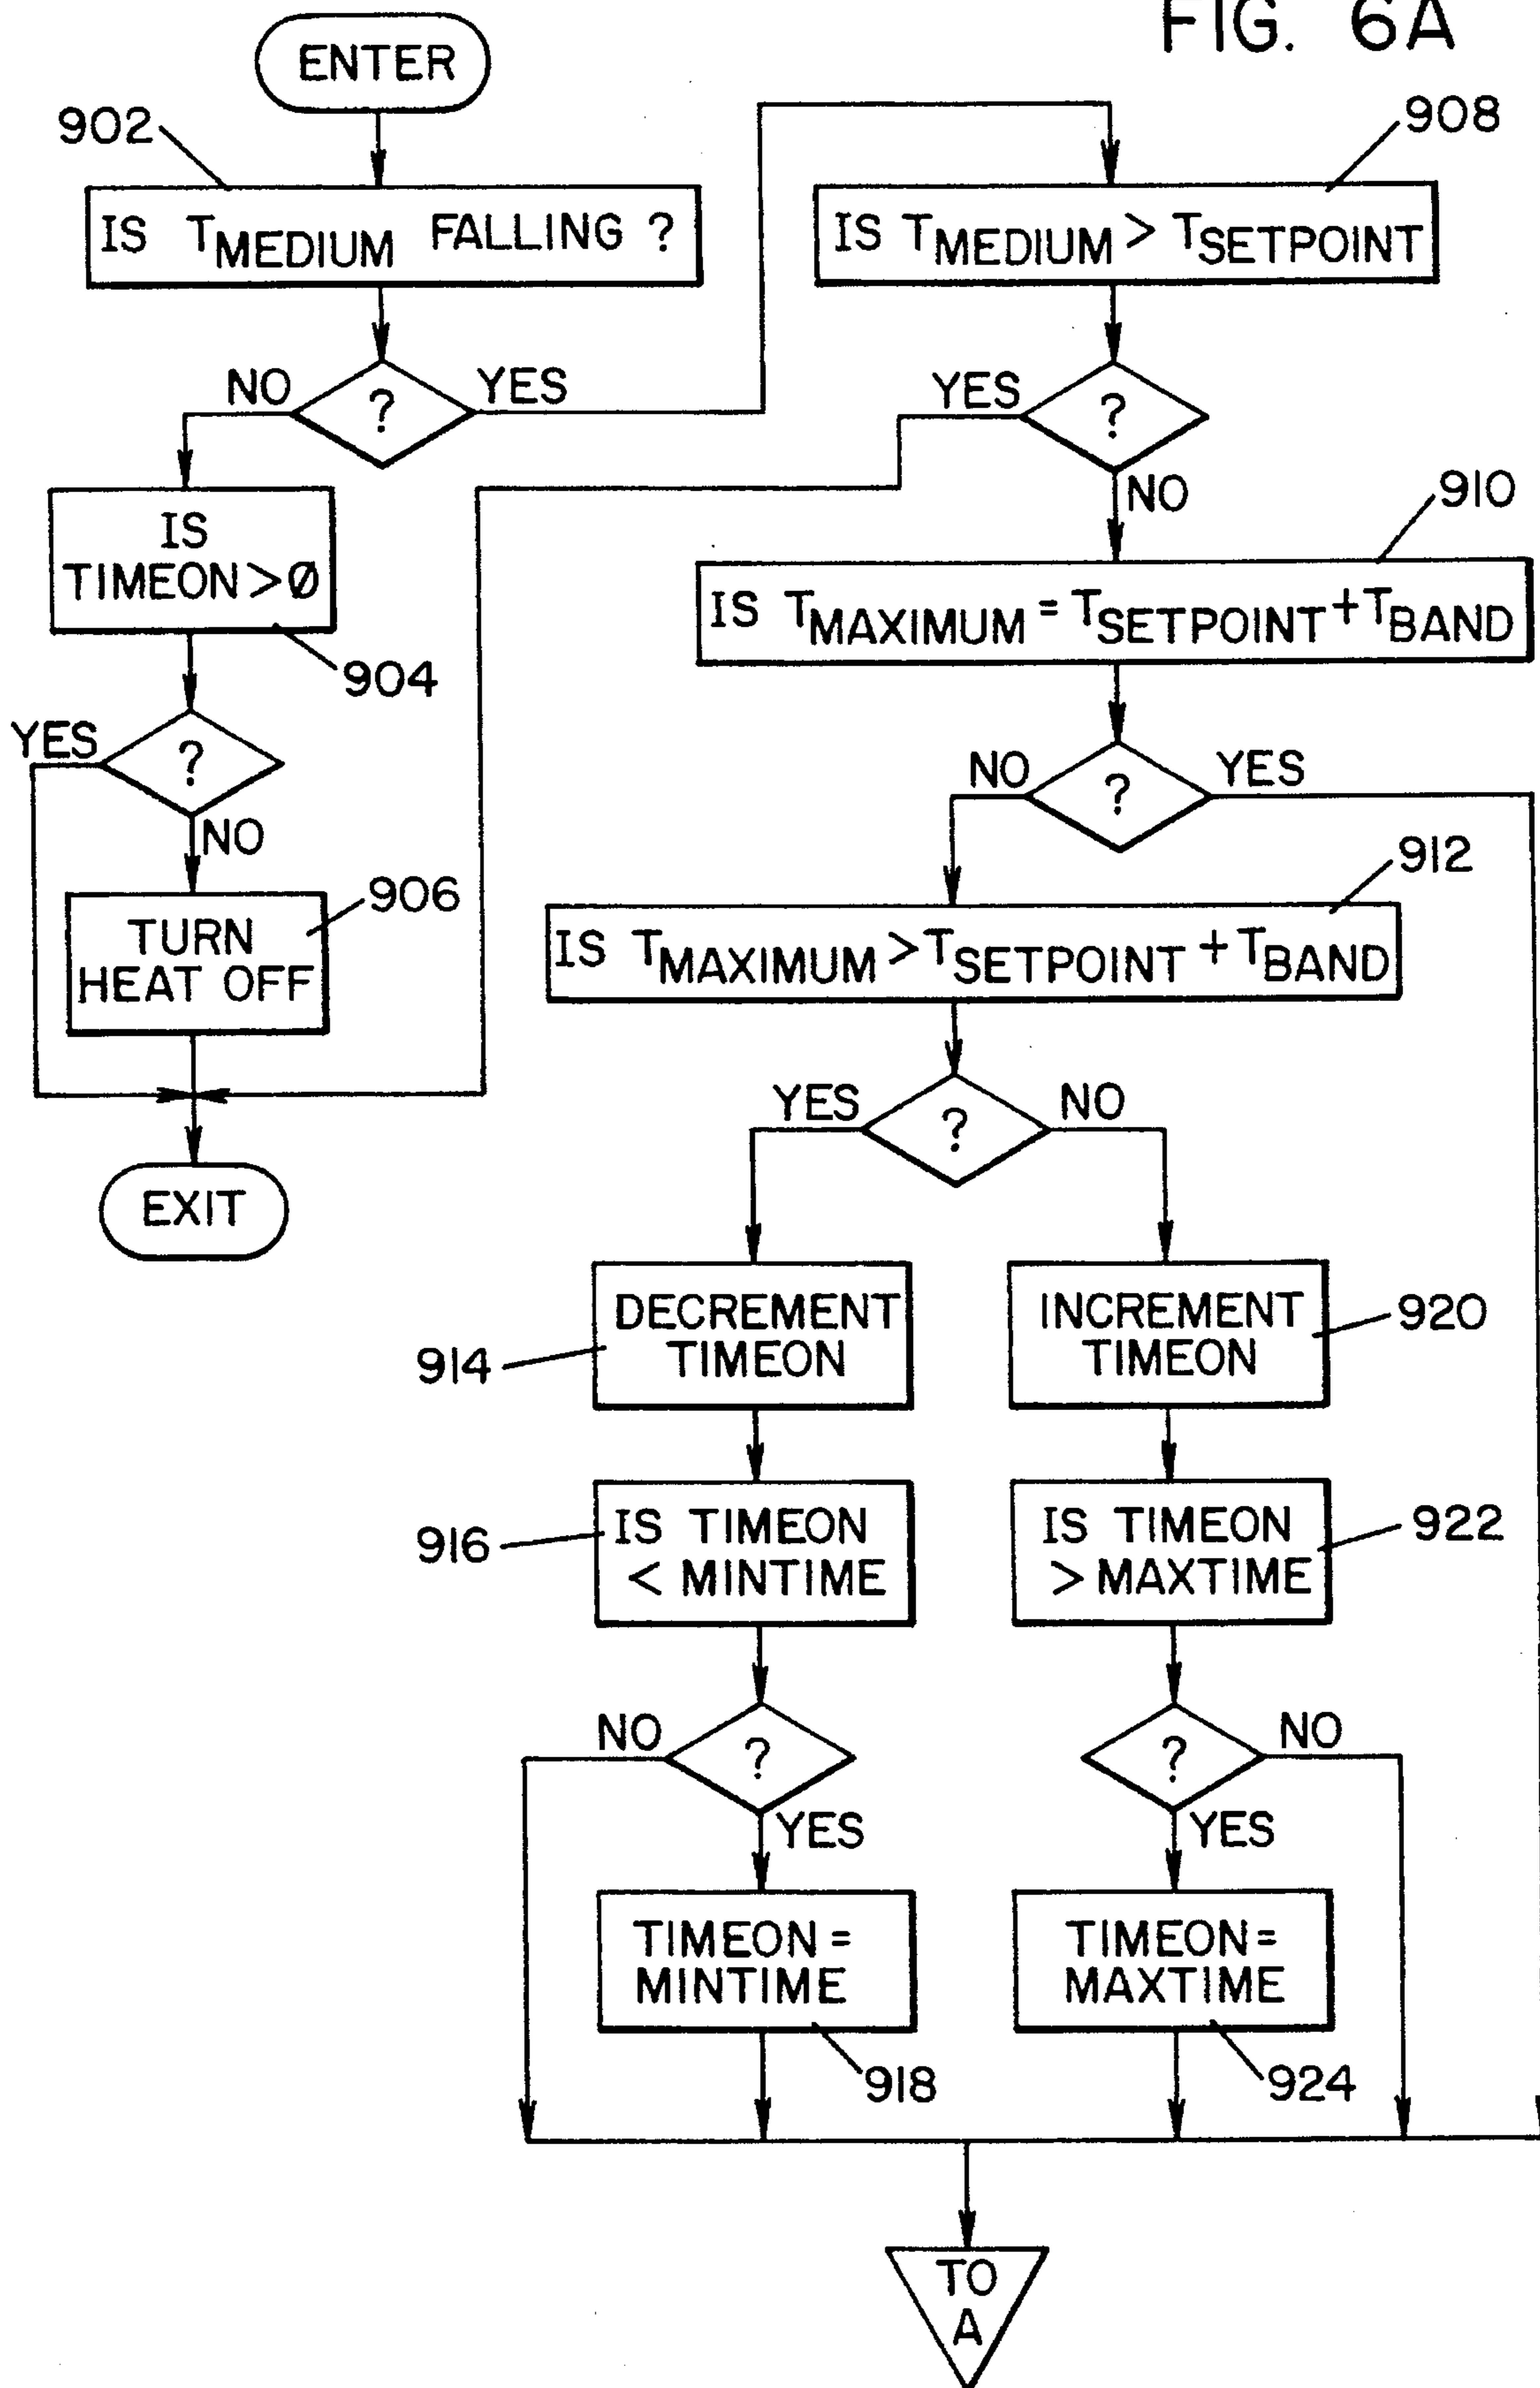 FIG. 6A
ENTER
902
IS TMEDIUM FALLING ?
?
NO
YES
908
IS TMEDIUM > TSETPOINT
?
YES
NO
IS
TIMEON > Ø
904
?
YES
NO
906
TURN
HEAT OFF
EXIT
910
IS TMAXIMUM = TSETPOINT + TBAND
?
NO
YES
912
IS TMAXIMUM > TSETPOINT + TBAND
?
YES
NO
DECREMENT
TIMEON
914
IS TIMEON
< MINTIME
916
?
NO
YES
TIMEON =
MINTIME
918
INCREMENT
TIMEON
920
IS TIMEON
> MAXTIME
922
?
NO
YES
TIMEON =
MAXTIME
924
TO
A